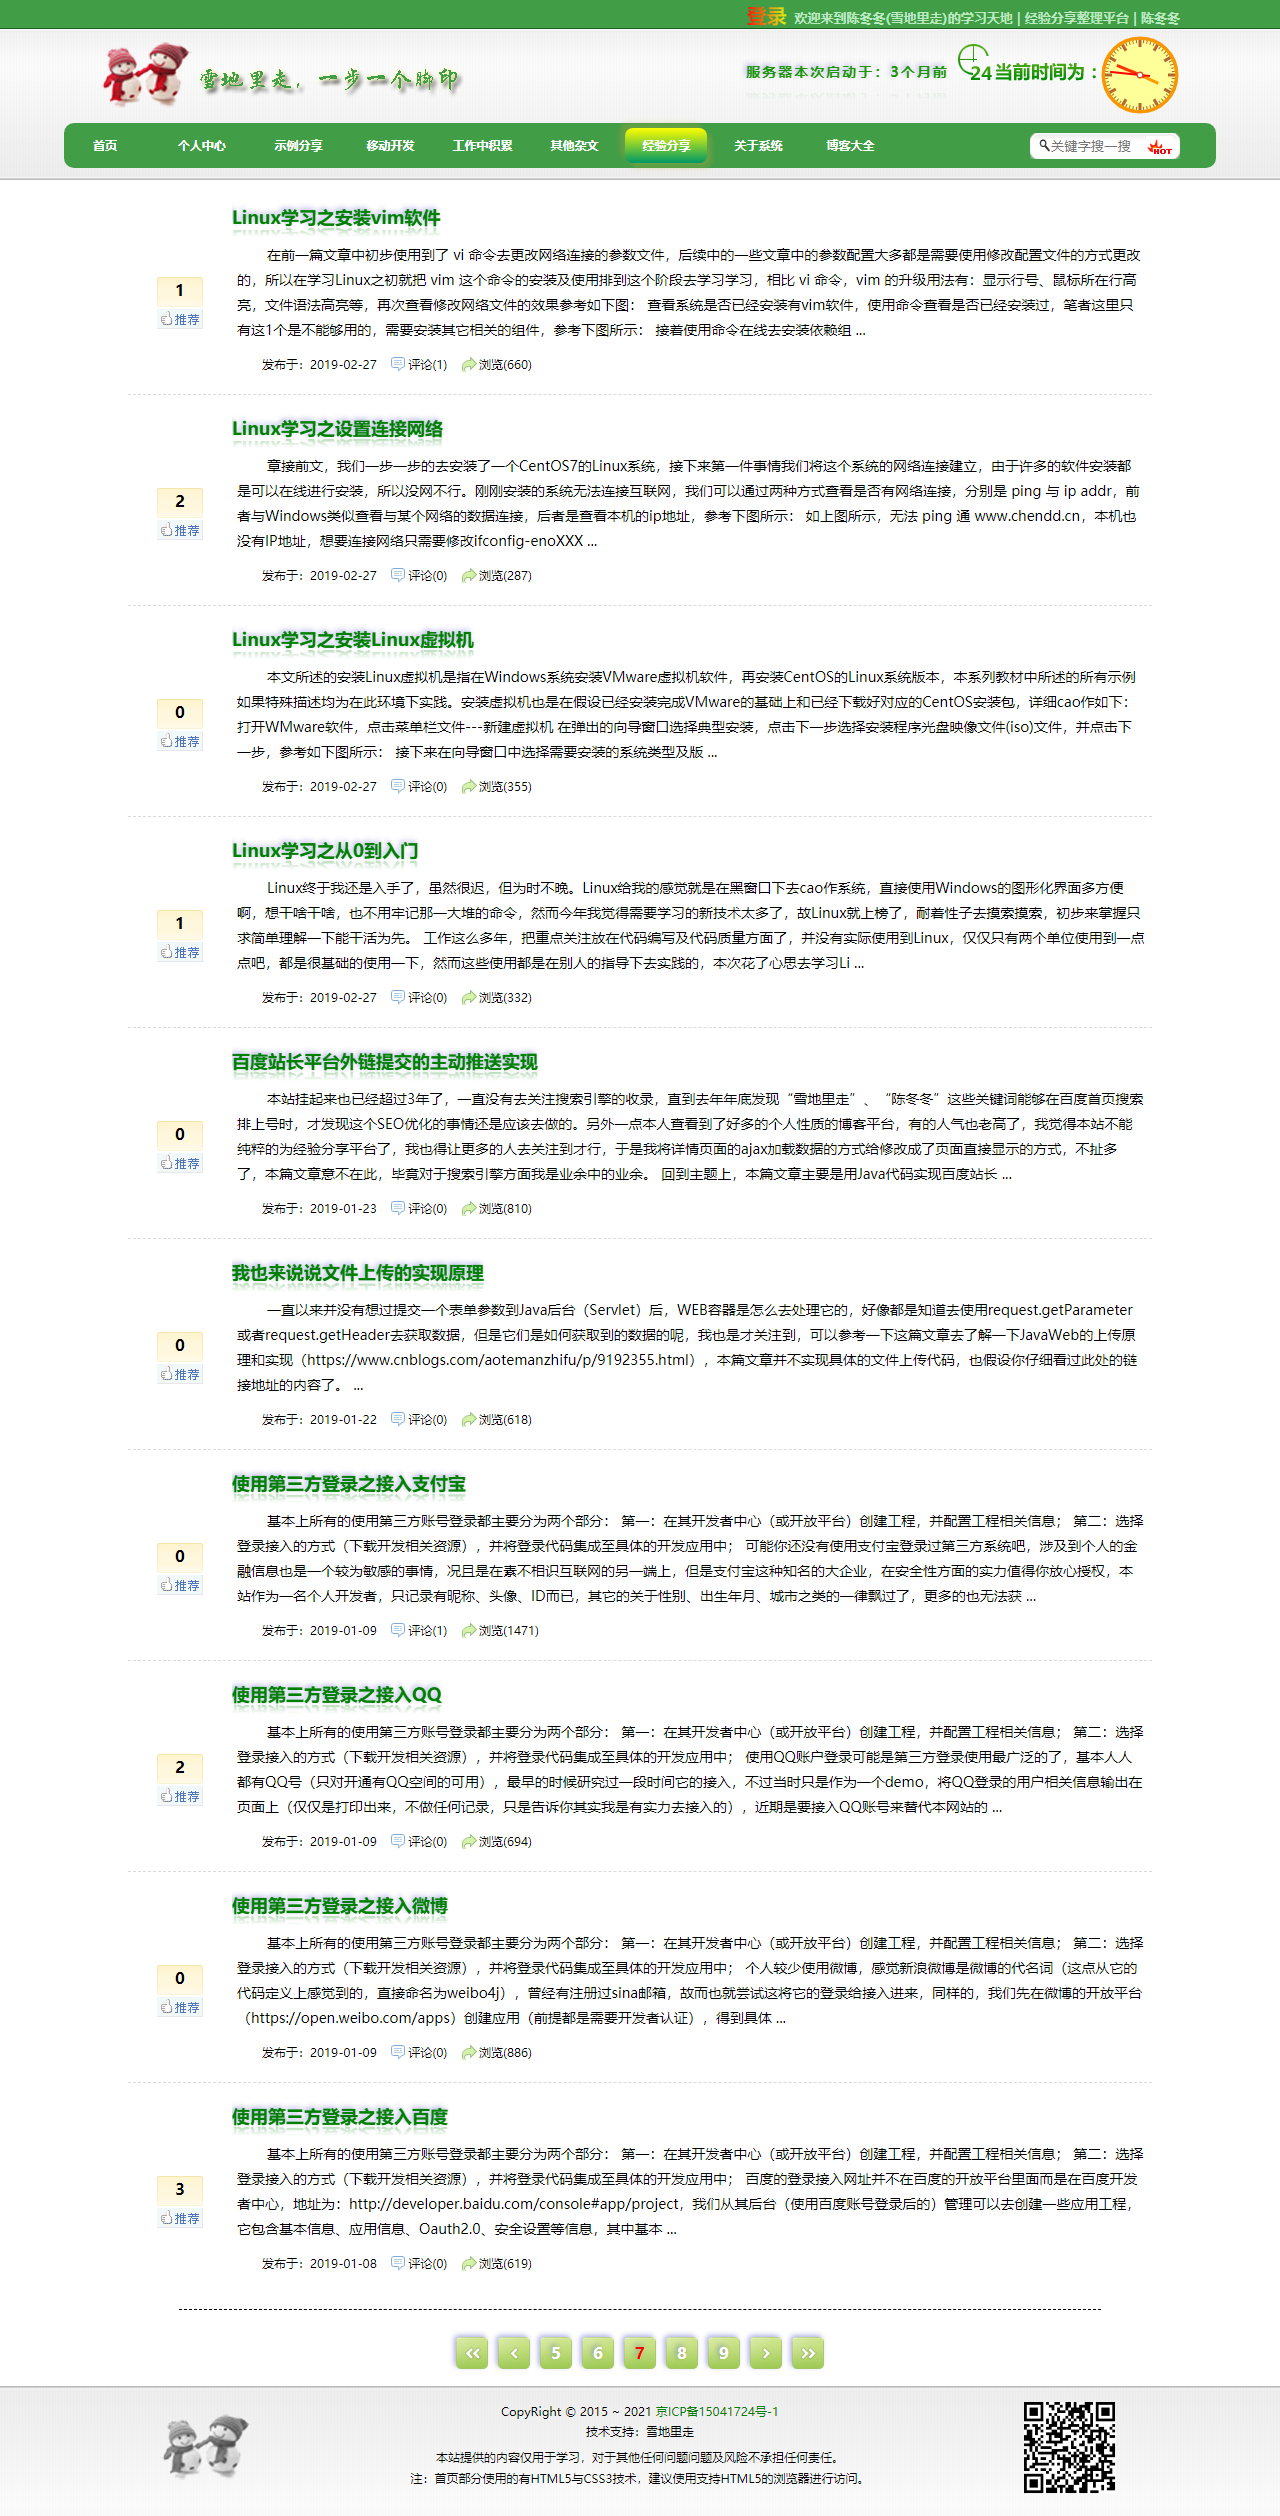 登录 欢迎来到陈冬冬(雪地里走)的学习天地 | 经验分享整理平台 | 陈冬冬
雪地里走，一步一个脚印
服务器本次启动于：3个月前
24 当前时间为：
首页 个人中心 示例分享 移动开发 工作中积累 其他杂文 经验分享 关于系统 博客大全 关键字搜一搜 HOT
Linux学习之安装vim软件
在前一篇文章中初步使用到了 vi 命令去更改网络连接的参数文件，后续中的一些文章中的参数配置大多都是需要使用修改配置文件的方式更改
的，所以在学习Linux之初就把 vim 这个命令的安装及使用排到这个阶段去学习学习，相比 vi 命令，vim 的升级用法有：显示行号、鼠标所在行高
亮，文件语法高亮等，再次查看修改网络文件的效果参考如下图： 查看系统是否已经安装有vim软件，使用命令查看是否已经安装过，笔者这里只
有这1个是不能够用的，需要安装其它相关的组件，参考下图所示： 接着使用命令在线去安装依赖组 ...
1
推荐
发布于：2019-02-27 评论(1) 浏览(660)
Linux学习之设置连接网络
章接前文，我们一步一步的去安装了一个CentOS7的Linux系统，接下来第一件事情我们将这个系统的网络连接建立，由于许多的软件安装都
是可以在线进行安装，所以没网不行。刚刚安装的系统无法连接互联网，我们可以通过两种方式查看是否有网络连接，分别是 ping 与 ip addr，前
者与Windows类似查看与某个网络的数据连接，后者是查看本机的ip地址，参考下图所示： 如上图所示，无法 ping 通 www.chendd.cn，本机也
没有IP地址，想要连接网络只需要修改ifconfig-enoXXX ...
2
推荐
发布于：2019-02-27 评论(0) 浏览(287)
Linux学习之安装Linux虚拟机
本文所述的安装Linux虚拟机是指在Windows系统安装VMware虚拟机软件，再安装CentOS的Linux系统版本，本系列教材中所述的所有示例
如果特殊描述均为在此环境下实践。安装虚拟机也是在假设已经安装完成VMware的基础上和已经下载好对应的CentOS安装包，详细cao作如下：
打开WMware软件，点击菜单栏文件---新建虚拟机 在弹出的向导窗口选择典型安装，点击下一步选择安装程序光盘映像文件(iso)文件，并点击下
一步，参考如下图所示： 接下来在向导窗口中选择需要安装的系统类型及版 ...
0
推荐
发布于：2019-02-27 评论(0) 浏览(355)
Linux学习之从0到入门
Linux终于我还是入手了，虽然很迟，但为时不晚。Linux给我的感觉就是在黑窗口下去cao作系统，直接使用Windows的图形化界面多方便
啊，想干啥干啥，也不用牢记那一大堆的命令，然而今年我觉得需要学习的新技术太多了，故Linux就上榜了，耐着性子去摸索摸索，初步来掌握只
求简单理解一下能干活为先。 工作这么多年，把重点关注放在代码编写及代码质量方面了，并没有实际使用到Linux，仅仅只有两个单位使用到一点
点吧，都是很基础的使用一下，然而这些使用都是在别人的指导下去实践的，本次花了心思去学习Li ...
1
推荐
发布于：2019-02-27 评论(0) 浏览(332)
百度站长平台外链提交的主动推送实现
本站挂起来也已经超过3年了，一直没有去关注搜索引擎的收录，直到去年年底发现“雪地里走”、“陈冬冬”这些关键词能够在百度首页搜索
排上号时，才发现这个SEO优化的事情还是应该去做的。另外一点本人查看到了好多的个人性质的博客平台，有的人气也老高了，我觉得本站不能
纯粹的为经验分享平台了，我也得让更多的人去关注到才行，于是我将详情页面的ajax加载数据的方式给修改成了页面直接显示的方式，不扯多
了，本篇文章意不在此，毕竟对于搜索引擎方面我是业余中的业余。 回到主题上，本篇文章主要是用Java代码实现百度站长 ...
0
推荐
发布于：2019-01-23 评论(0) 浏览(810)
我也来说说文件上传的实现原理
一直以来并没有想过提交一个表单参数到Java后台（Servlet）后，WEB容器是怎么去处理它的，好像都是知道去使用request.getParameter
或者request.getHeader去获取数据，但是它们是如何获取到的数据的呢，我也是才关注到，可以参考一下这篇文章去了解一下JavaWeb的上传原
理和实现（https://www.cnblogs.com/aotemanzhifu/p/9192355.html），本篇文章并不实现具体的文件上传代码，也假设你仔细看过此处的链
接地址的内容了。 ...
0
推荐
发布于：2019-01-22 评论(0) 浏览(618)
使用第三方登录之接入支付宝
基本上所有的使用第三方账号登录都主要分为两个部分： 第一：在其开发者中心（或开放平台）创建工程，并配置工程相关信息； 第二：选择
登录接入的方式（下载开发相关资源），并将登录代码集成至具体的开发应用中； 可能你还没有使用支付宝登录过第三方系统吧，涉及到个人的金
融信息也是一个较为敏感的事情，况且是在素不相识互联网的另一端上，但是支付宝这种知名的大企业，在安全性方面的实力值得你放心授权，本
站作为一名个人开发者，只记录有昵称、头像、ID而已，其它的关于性别、出生年月、城市之类的一律飘过了，更多的也无法获 ...
0
推荐
发布于：2019-01-09 评论(1) 浏览(1471)
使用第三方登录之接入QQ
基本上所有的使用第三方账号登录都主要分为两个部分： 第一：在其开发者中心（或开放平台）创建工程，并配置工程相关信息； 第二：选择
登录接入的方式（下载开发相关资源），并将登录代码集成至具体的开发应用中； 使用QQ账户登录可能是第三方登录使用最广泛的了，基本人人
都有QQ号（只对开通有QQ空间的可用），最早的时候研究过一段时间它的接入，不过当时只是作为一个demo，将QQ登录的用户相关信息输出在
页面上（仅仅是打印出来，不做任何记录，只是告诉你其实我是有实力去接入的），近期是要接入QQ账号来替代本网站的 ...
2
推荐
发布于：2019-01-09 评论(0) 浏览(694)
使用第三方登录之接入微博
基本上所有的使用第三方账号登录都主要分为两个部分： 第一：在其开发者中心（或开放平台）创建工程，并配置工程相关信息； 第二：选择
登录接入的方式（下载开发相关资源），并将登录代码集成至具体的开发应用中； 个人较少使用微博，感觉新浪微博是微博的代名词（这点从它的
代码定义上感觉到的，直接命名为weibo4j），曾经有注册过sina邮箱，故而也就尝试这将它的登录给接入进来，同样的，我们先在微博的开放平台
（https://open.weibo.com/apps）创建应用（前提都是需要开发者认证），得到具体 ...
0
推荐
发布于：2019-01-09 评论(0) 浏览(886)
使用第三方登录之接入百度
基本上所有的使用第三方账号登录都主要分为两个部分： 第一：在其开发者中心（或开放平台）创建工程，并配置工程相关信息； 第二：选择
登录接入的方式（下载开发相关资源），并将登录代码集成至具体的开发应用中； 百度的登录接入网址并不在百度的开放平台里面而是在百度开发
者中心，地址为：http://developer.baidu.com/console#app/project，我们从其后台（使用百度账号登录后的）管理可以去创建一些应用工程，
它包含基本信息、应用信息、Oauth2.0、安全设置等信息，其中基本 ...
3
推荐
发布于：2019-01-08 评论(0) 浏览(619)
<< < 5 6 7 8 9 > >>
CopyRight © 2015 ~ 2021 京ICP备15041724号-1
技术支持：雪地里走
本站提供的内容仅用于学习，对于其他任何问题问题及风险不承担任何责任。
注：首页部分使用的有HTML5与CSS3技术，建议使用支持HTML5的浏览器进行访问。